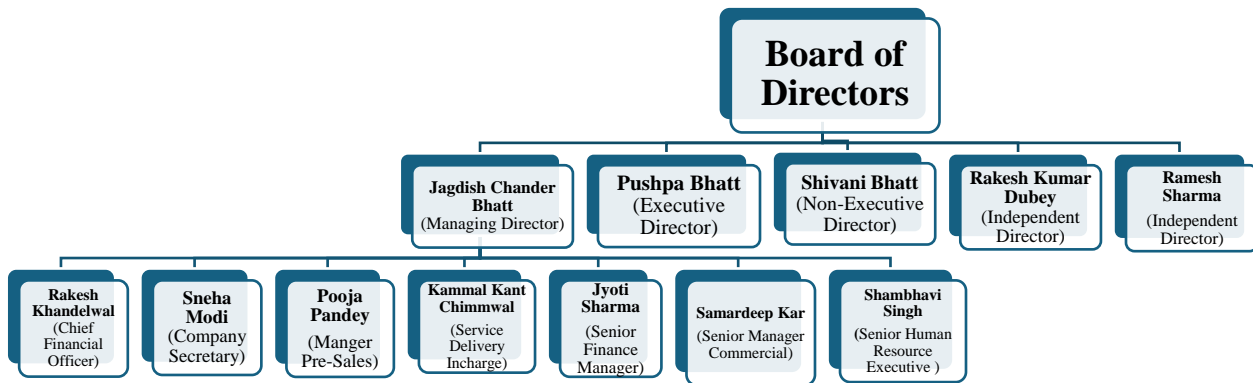 Board of
Directors
Jagdish Chander
Bhatt
(Managing Director)
Pushpa Bhatt
(Executive
Director)
Shivani Bhatt
(Non-Executive
Director)
Rakesh Kumar
Dubey
(Independent
Director)
Ramesh
Sharma
(Independent
Director)
Rakesh
Khandelwal
(Chief
Financial
Officer)
Sneha
Modi
(Company
Secretary)
Pooja
Pandey
(Manger
Pre-Sales)
Kammal Kant
Chimmwal
(Service
Delivery
Incharge)
Jyoti
Sharma
(Senior
Finance
Manager)
Samardeep Kar
(Senior Manager
Commercial)
Shambhavi
Singh
(Senior Human
Resource
Executive )